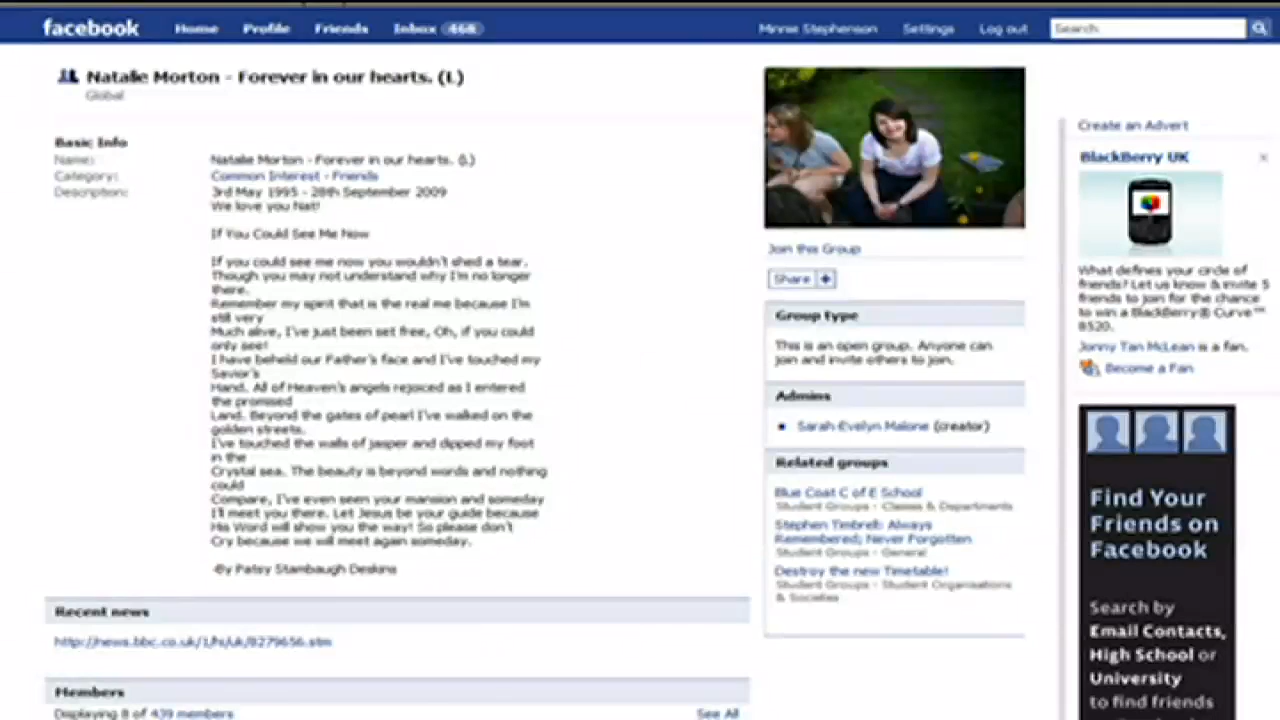 facebook Home Profile Friends Inbox 468 Minnie Stephenson Settings Log out Search
Natalie Morton - Forever in our hearts. (L)
Global
Basic Info
Name: Natalie Morton - Forever in our hearts. (L)
Category: Common Interest - Friends
Description: 3rd May 1995 - 28th September 2009
We love you Nat!
If You Could See Me Now
If you could see me now you wouldn't shed a tear.
Though you may not understand why I'm no longer
there.
Remember my spirit that is the real me because I'm
still very
Much alive, I've just been set free, Oh, if you could
only see!
I have beheld our Father's face and I've touched my
Savior's
Hand. All of Heaven's angels rejoiced as I entered
the promised
Land. Beyond the gates of pearl I've walked on the
golden streets.
I've touched the walls of jasper and dipped my foot
in the
Crystal sea. The beauty is beyond words and nothing
could
Compare, I've even seen your mansion and someday
I'll meet you there. Let Jesus be your guide because
His Word will show you the way! So please don't
Cry because we will meet again someday.
-By Patsy Stambaugh Deskins
Recent news
http://news.bbc.co.uk/1/hi/uk/8279656.stm
Members
Displaying 8 of 439 members See All
Join this Group
Share +
Group type
This is an open group. Anyone can
join and invite others to join.
Admins
Sarah-Evelyn Malone (creator)
Related groups
Blue Coat C of E School
Student Groups - Classes & Departments
Stephen Timbrell: Always
Remembered; Never Forgotten
Student Groups - General
Destroy the new Timetable!
Student Groups - Student Organisations
& Societies
Create an Advert
BlackBerry UK
What defines your circle of
friends? Let us know & invite 5
friends to join for the chance
to win a BlackBerry® Curve™
8520.
Jonny Tan McLean is a fan.
Become a Fan
Find Your
Friends on
Facebook
Search by
Email Contacts,
High School or
University
to find friends